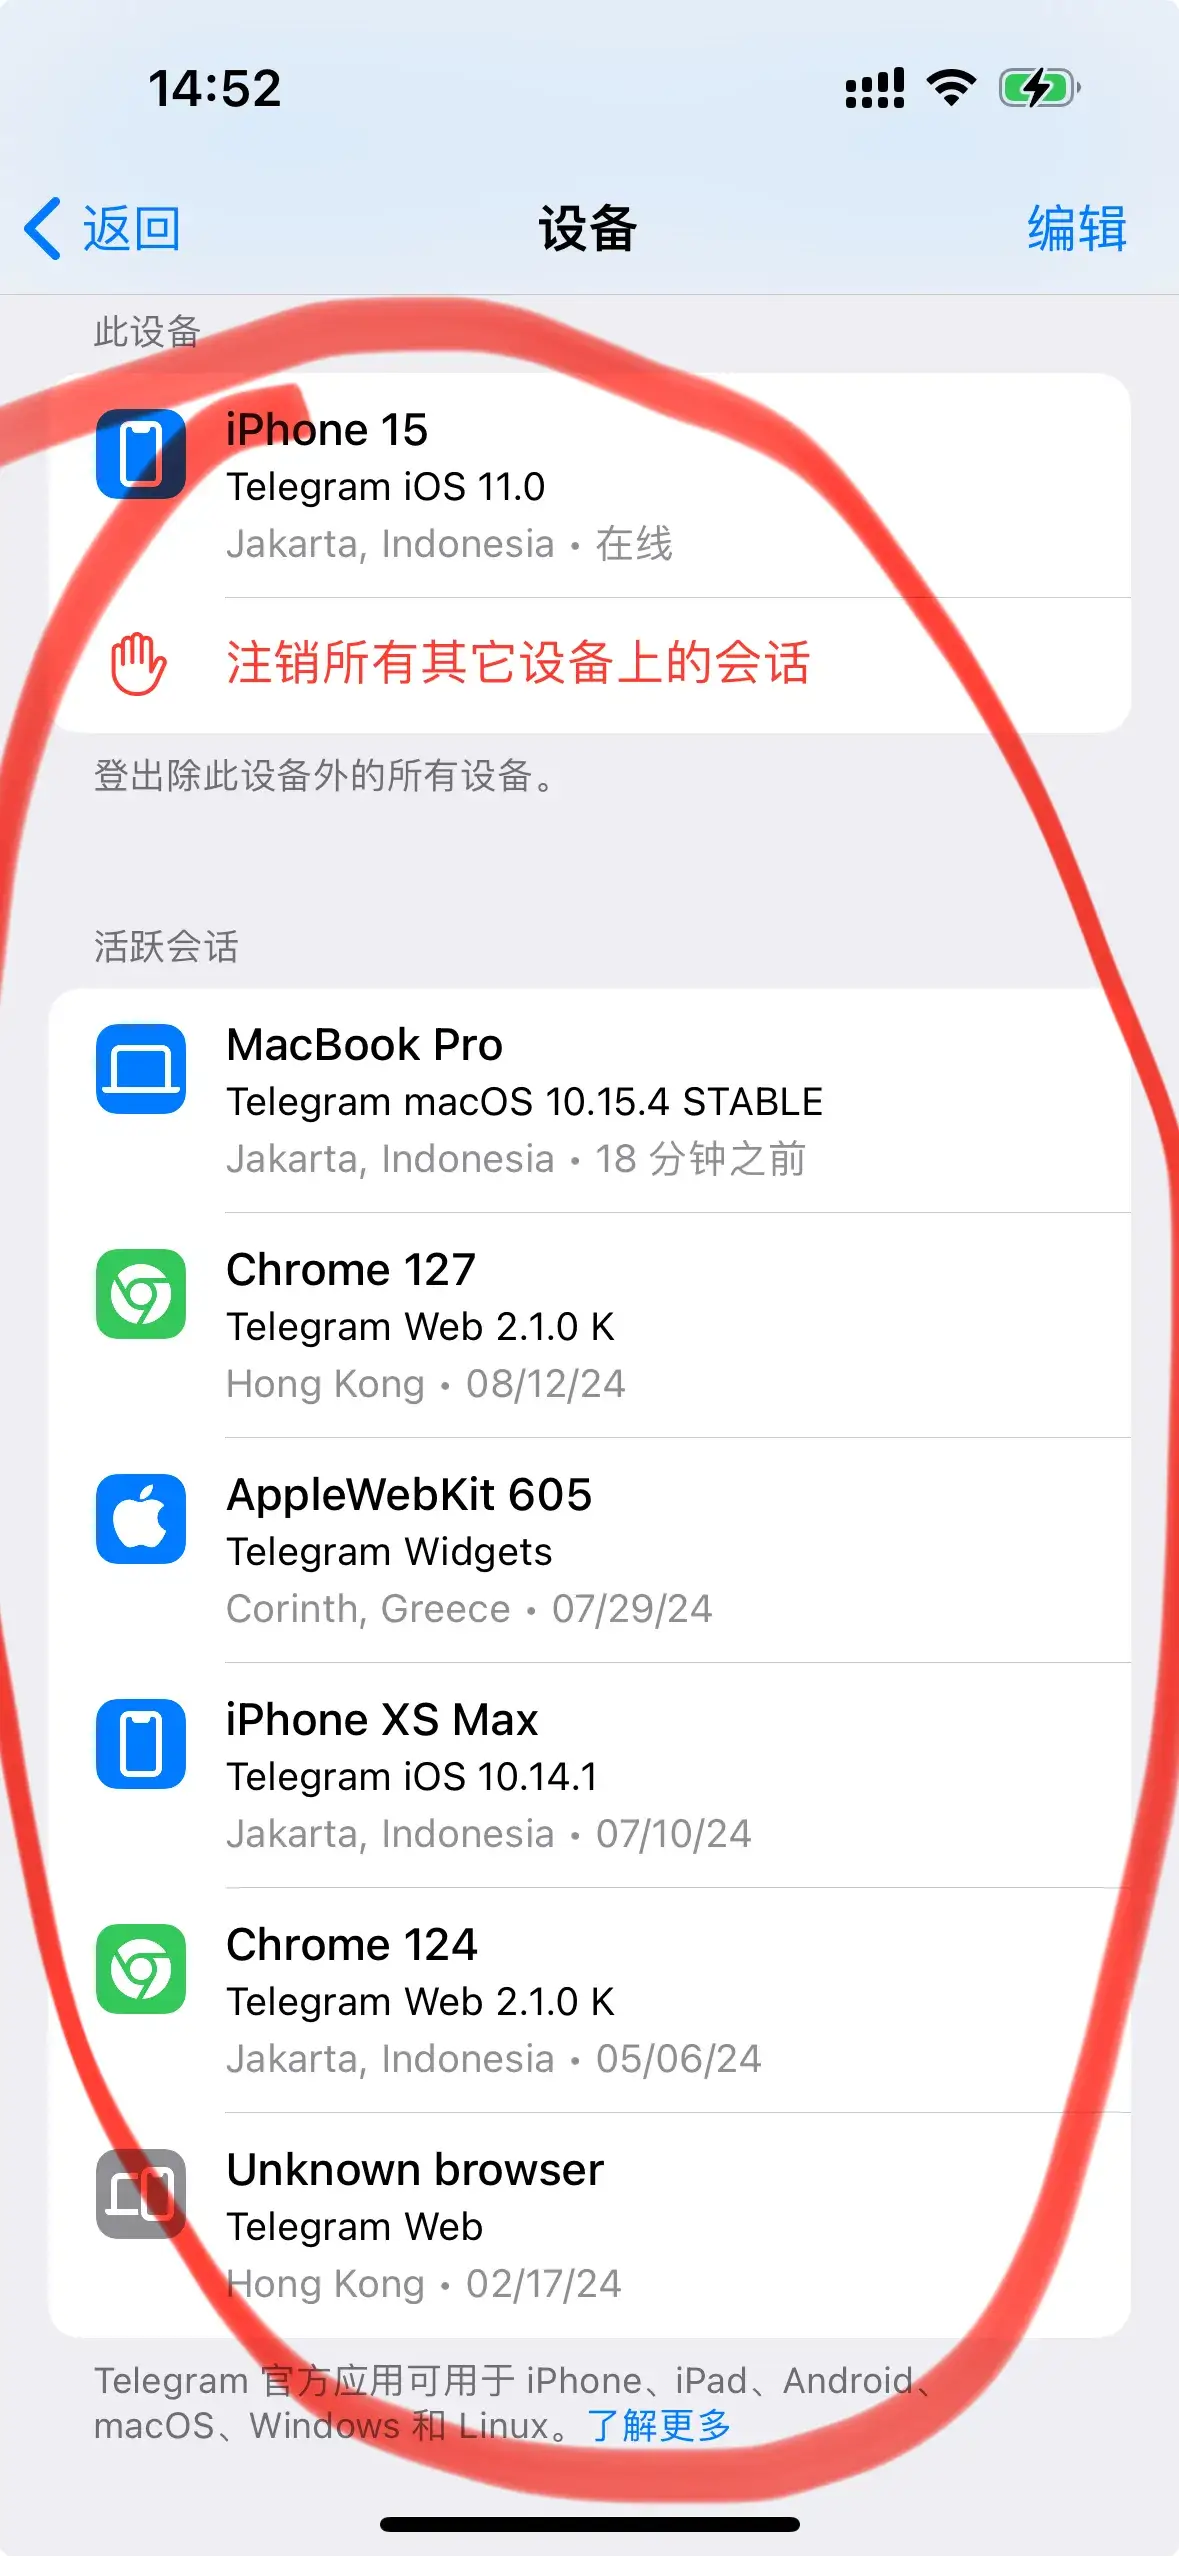 14:52
返回
设备
编辑
此设备
iPhone 15
Telegram iOS 11.0
Jakarta, Indonesia • 在线
注销所有其它设备上的会话
登出除此设备外的所有设备。
活跃会话
MacBook Pro
Telegram macOS 10.15.4 STABLE
Jakarta, Indonesia • 18 分钟之前
Chrome 127
Telegram Web 2.1.0 K
Hong Kong • 08/12/24
AppleWebKit 605
Telegram Widgets
Corinth, Greece • 07/29/24
iPhone XS Max
Telegram iOS 10.14.1
Jakarta, Indonesia • 07/10/24
Chrome 124
Telegram Web 2.1.0 K
Jakarta, Indonesia • 05/06/24
Unknown browser
Telegram Web
Hong Kong • 02/17/24
Telegram 官方应用可用于 iPhone、iPad、Android、
macOS、Windows 和 Linux。了解更多